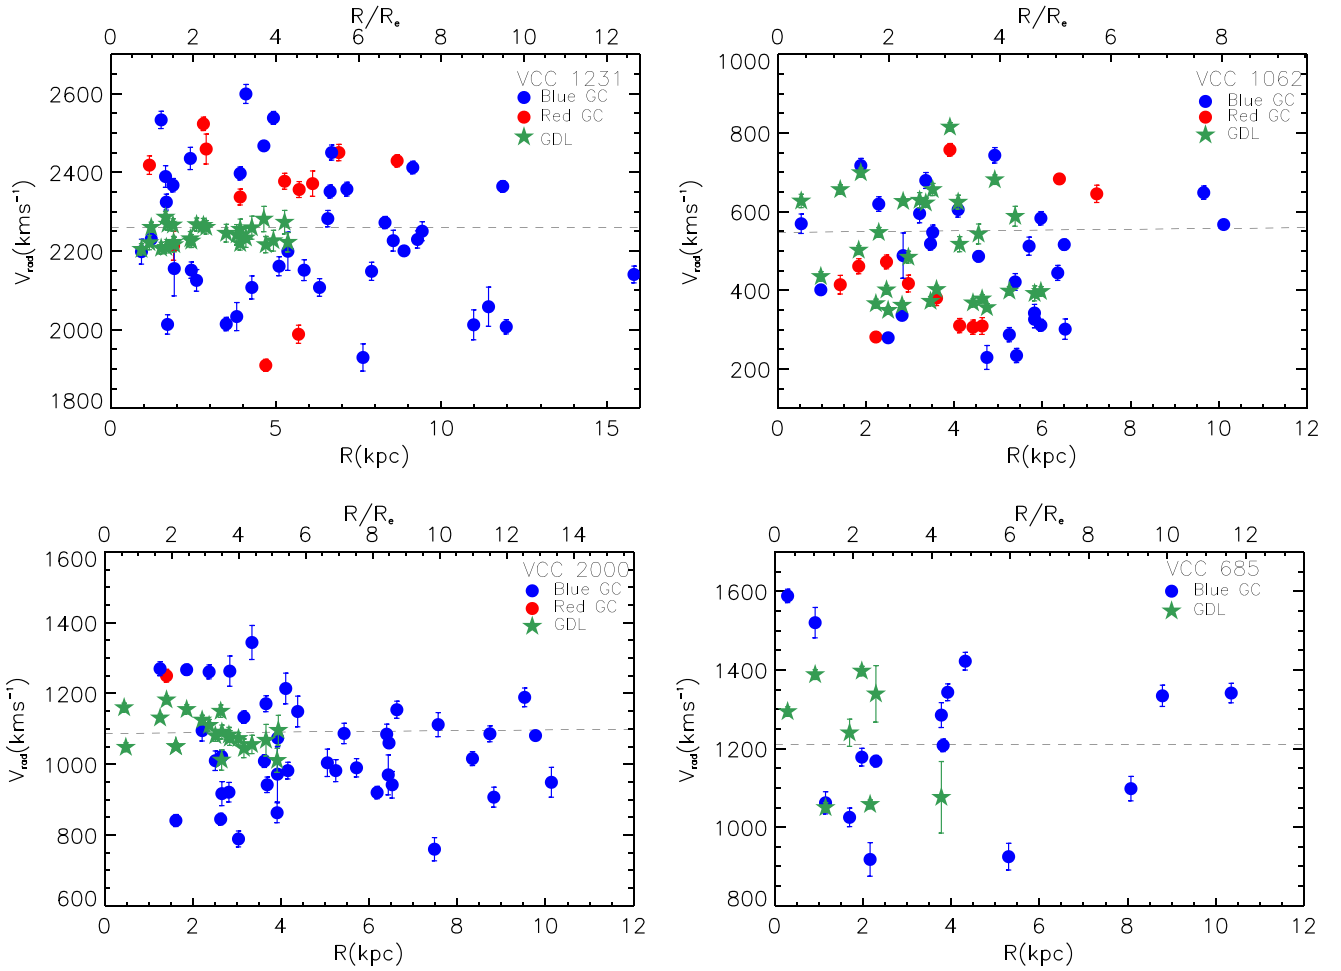 R/Rₑ
0 2 4 6 8 10 12
VCC 1231
Blue GC
Red GC
GDL
2600
2400
2200
2000
1800
V_rad(kms⁻¹)
0 5 10 15
R(kpc)
R/Rₑ
0 2 4 6 8
VCC 1062
Blue GC
Red GC
GDL
1000
800
600
400
200
V_rad(kms⁻¹)
0 2 4 6 8 10 12
R(kpc)
R/Rₑ
0 2 4 6 8 10 12 14
VCC 2000
Blue GC
Red GC
GDL
1600
1400
1200
1000
800
600
V_rad(kms⁻¹)
0 2 4 6 8 10 12
R(kpc)
R/Rₑ
0 2 4 6 8 10 12
VCC 685
Blue GC
GDL
1600
1400
1200
1000
800
V_rad(kms⁻¹)
0 2 4 6 8 10 12
R(kpc)